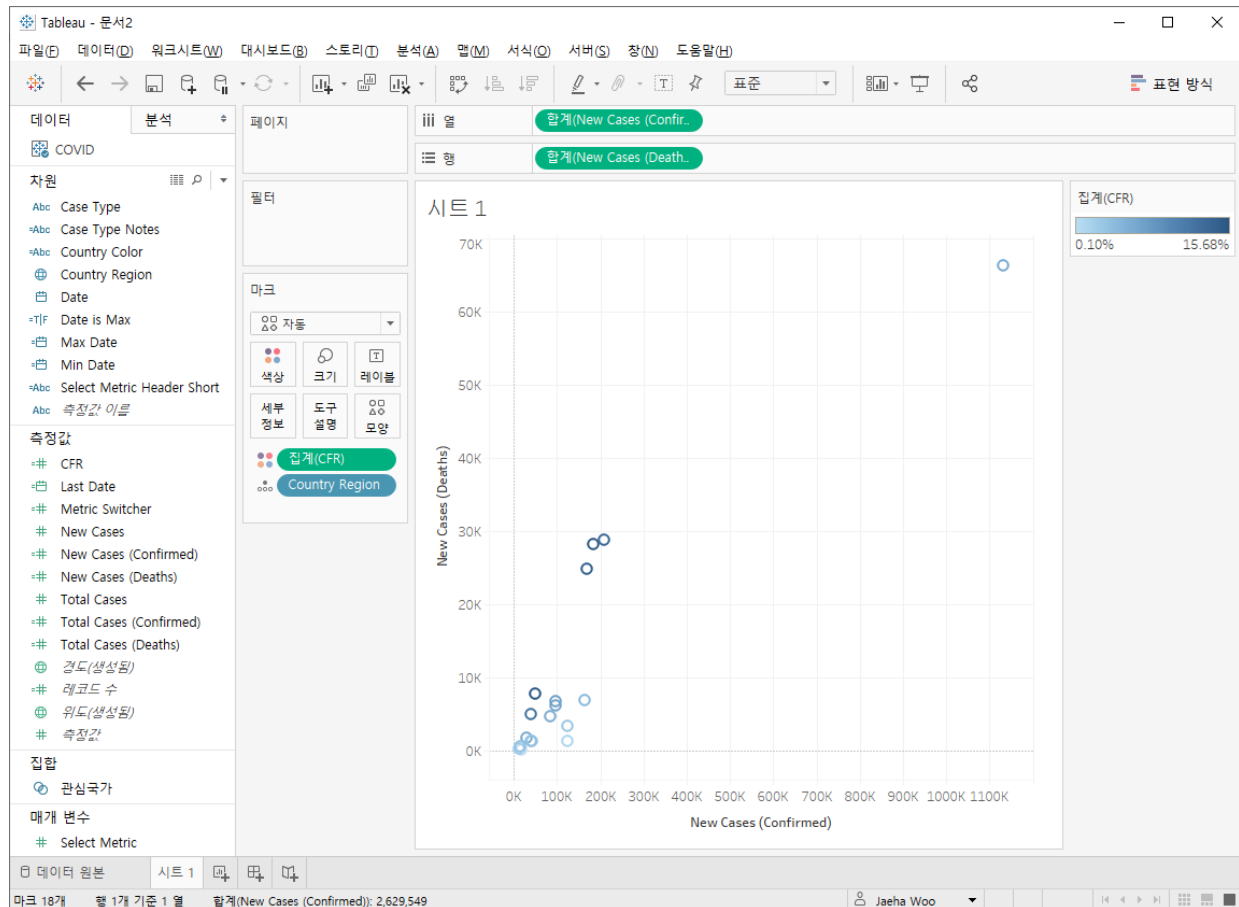 Tableau - 문서2
파일(F) 데이터(D) 워크시트(W) 대시보드(B) 스토리(T) 분석(A) 맵(M) 서식(O) 서버(S) 창(N) 도움말(H)
표준
표현 방식
데이터 분석
COVID
차원
Abc Case Type
=Abc Case Type Notes
=Abc Country Color
Country Region
Date
=T|F Date is Max
Max Date
Min Date
=Abc Select Metric Header Short
Abc 측정값 이름
측정값
=# CFR
Last Date
=# Metric Switcher
# New Cases
=# New Cases (Confirmed)
=# New Cases (Deaths)
# Total Cases
=# Total Cases (Confirmed)
=# Total Cases (Deaths)
경도(생성됨)
=# 레코드 수
위도(생성됨)
# 측정값
집합
관심국가
매개 변수
# Select Metric
페이지
필터
마크
자동
색상 크기 레이블
세부 정보 도구 설명 모양
집계(CFR)
Country Region
iii 열 합계(New Cases (Confir..
행 합계(New Cases (Death..
시트 1
70K
60K
50K
40K
30K
20K
10K
0K
New Cases (Deaths)
0K 100K 200K 300K 400K 500K 600K 700K 800K 900K 1000K 1100K
New Cases (Confirmed)
집계(CFR)
0.10% 15.68%
데이터 원본 시트 1
마크 18개 행 1개 기준 1 열 합계(New Cases (Confirmed)): 2,629,549
Jaeha Woo